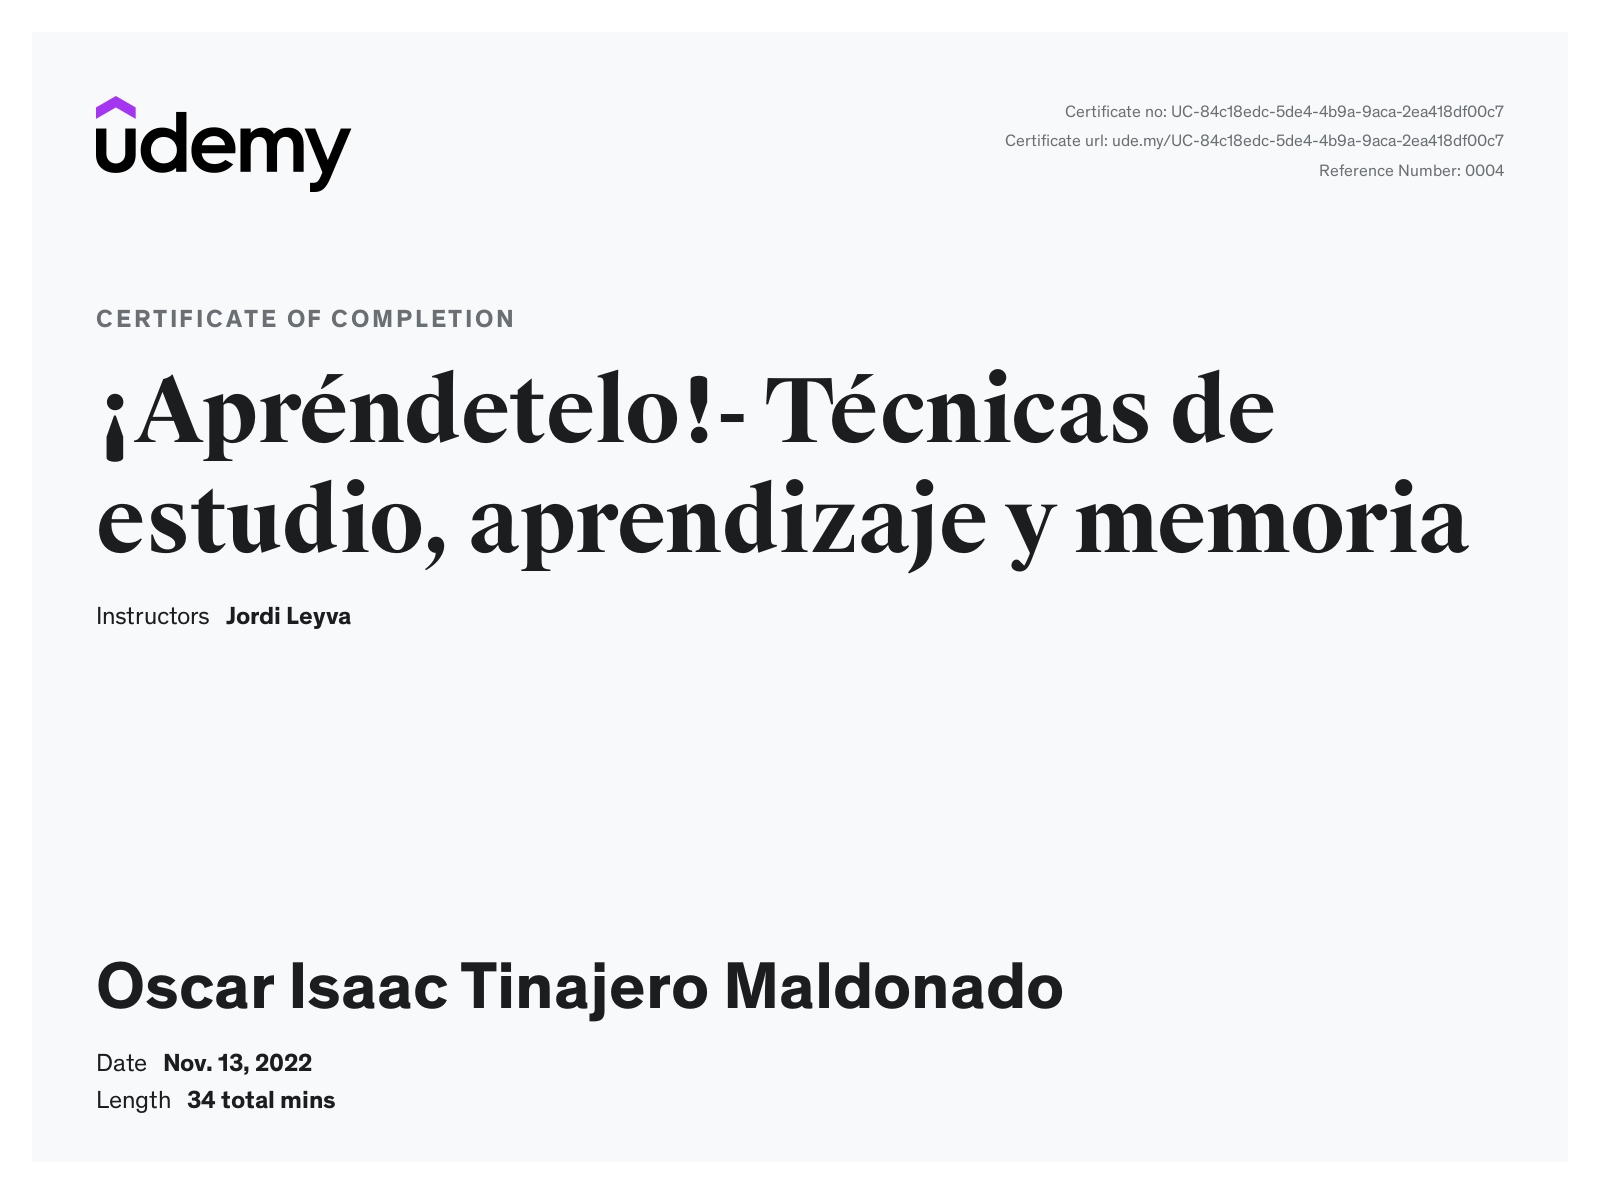 udemy
Certificate no: UC-84c18edc-5de4-4b9a-9aca-2ea418df00c7
Certificate url: ude.my/UC-84c18edc-5de4-4b9a-9aca-2ea418df00c7
Reference Number: 0004
CERTIFICATE OF COMPLETION
¡Apréndetelo!- Técnicas de
estudio, aprendizaje y memoria
Instructors Jordi Leyva
Oscar Isaac Tinajero Maldonado
Date Nov. 13, 2022
Length 34 total mins